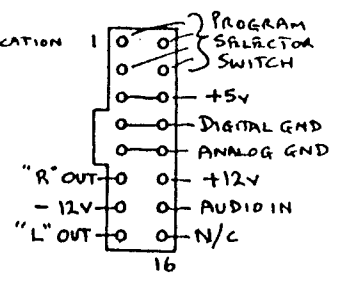 PROGRAM
CATION 1 SELECTOR
SWITCH
+5V
DIGITAL GND
ANALOG GND
"R" OUT +12V
- 12V AUDIO IN
"L" OUT N/C
16